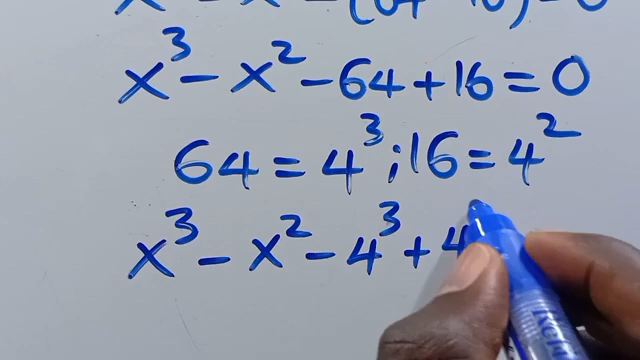 x³ - x² - 64 + 16 = 0
64 = 4³ ; 16 = 4²
x³ - x² - 4³ + 4